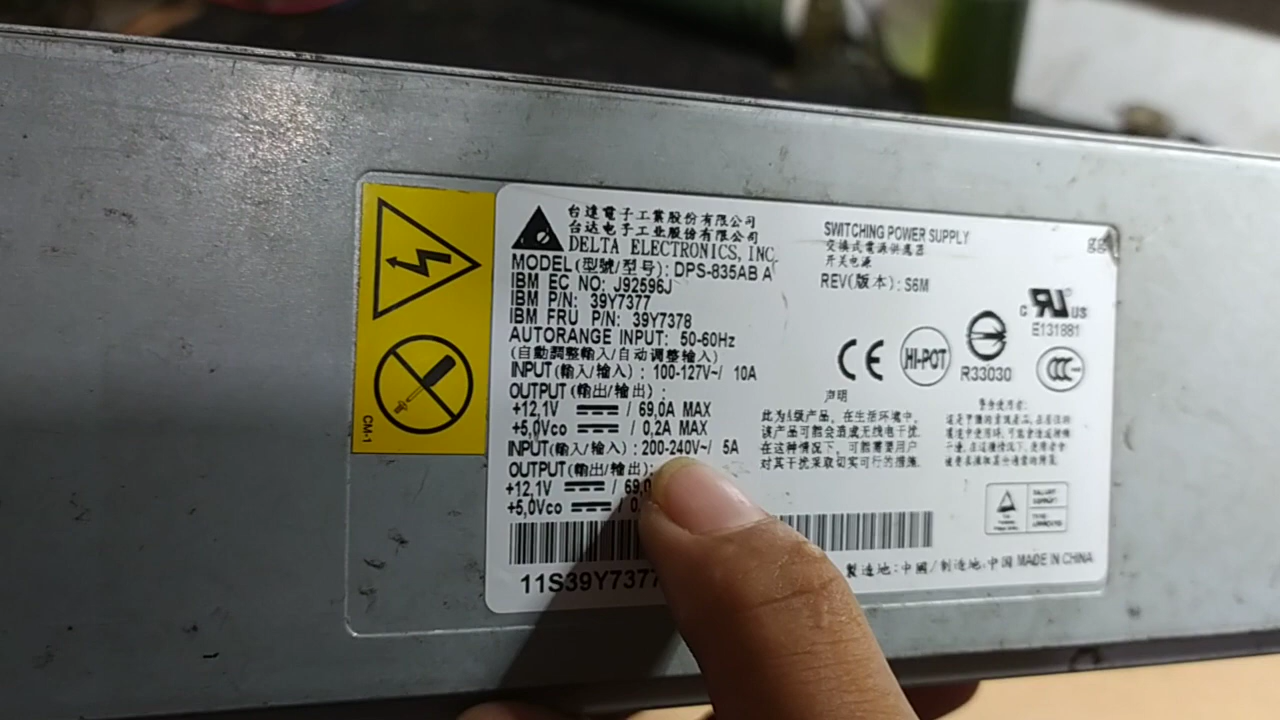 台達電子工業股份有限公司
台达电子工业股份有限公司
DELTA ELECTRONICS, INC.
MODEL(型號/型号): DPS-835AB A
IBM EC NO: J92596J
IBM P/N: 39Y7377
IBM FRU P/N: 39Y7378
AUTORANGE INPUT: 50-60Hz
(自動調整輸入/自动调整输入)
INPUT(輸入/输入): 100-127V~/ 10A
OUTPUT(輸出/输出):
+12,1V ⎓ / 69,0A MAX
+5,0Vco ⎓ / 0,2A MAX
INPUT(輸入/输入): 200-240V~/ 5A
OUTPUT(輸出/输出):
+12,1V ⎓ / 69,0
+5,0Vco ⎓ / 0,
11S39Y7377
CM-1
SWITCHING POWER SUPPLY
交換式電源供應器
开关电源
REV(版本): S6M
gg
c RU US
E131881
CE
HI-POT
R33030
CCC
声明
此为A级产品, 在生活环境中,
该产品可能会造成无线电干扰.
在这种情况下, 可能需要用户
对其干扰采取切实可行的措施.
警告使用者:
製造地:中國/制造地:中国 MADE IN CHINA